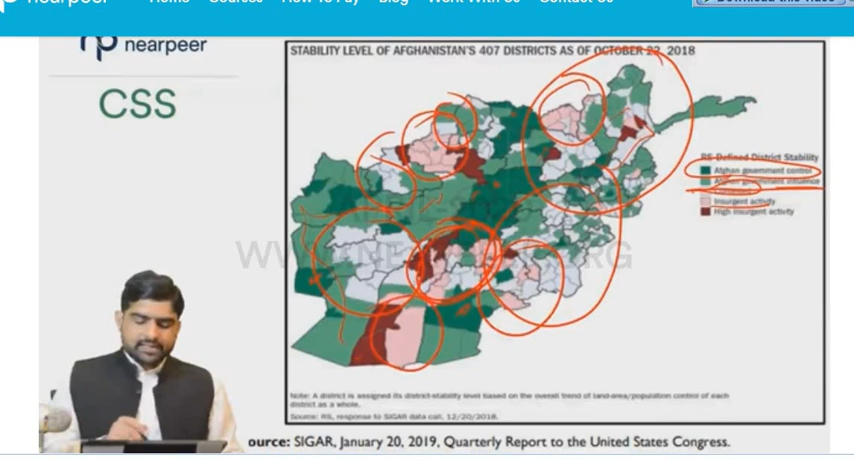 nearpeer Home Courses How To Pay Blog Work With Us Contact Us Download this video
nearpeer
CSS
STABILITY LEVEL OF AFGHANISTAN'S 407 DISTRICTS AS OF OCTOBER 22, 2018
RS-Defined District Stability
Afghan government control
Afghan government influence
Insurgent activity
High insurgent activity
Note: A district is assigned its district-stability level based on the overall trend of land-area/population control of each
district as a whole.
Source: RS, response to SIGAR data call, 12/20/2018.
ource: SIGAR, January 20, 2019, Quarterly Report to the United States Congress.